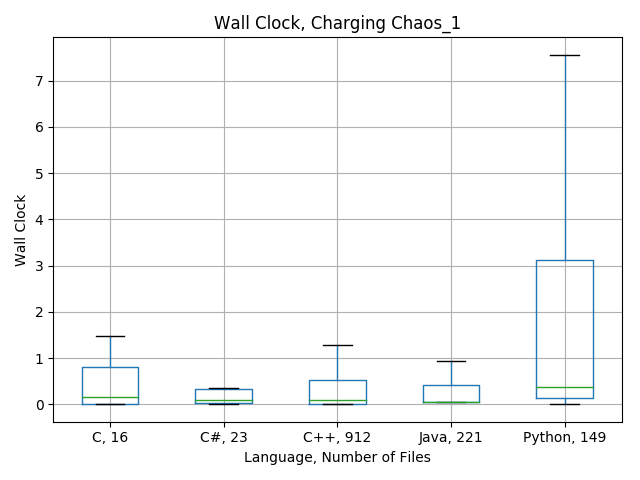 Wall Clock, Charging Chaos_1
Wall Clock
7
6
5
4
3
2
1
0
C, 16
C#, 23
C++, 912
Java, 221
Python, 149
Language, Number of Files